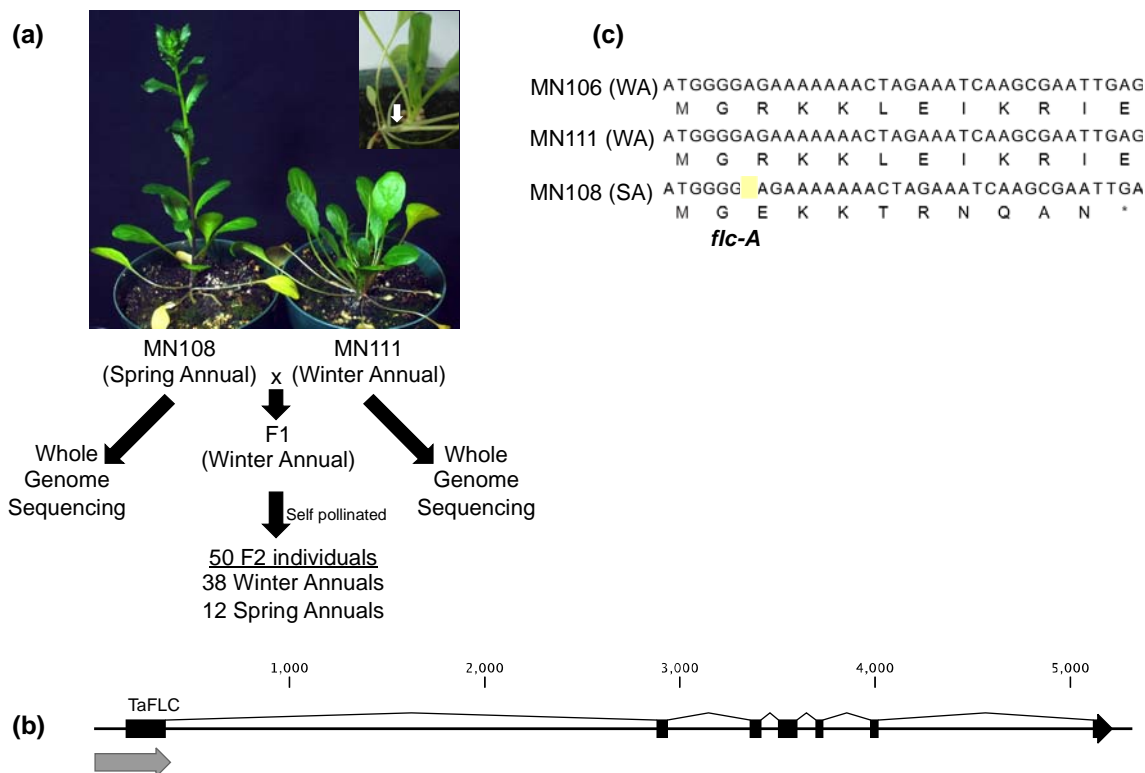 (a)
MN108
(Spring Annual)
x
MN111
(Winter Annual)
Whole
Genome
Sequencing
F1
(Winter Annual)
Whole
Genome
Sequencing
Self pollinated
50 F2 individuals
38 Winter Annuals
12 Spring Annuals
(c)
MN106 (WA) ATGGGGAGAAAAAAACTAGAAATCAAGCGAATTGAG
M G R K K L E I K R I E
MN111 (WA) ATGGGGAGAAAAAAACTAGAAATCAAGCGAATTGAG
M G R K K L E I K R I E
MN108 (SA) ATGGGG AGAAAAAAACTAGAAATCAAGCGAATTGA
M G E K K T R N Q A N *
flc-A
1,000 2,000 3,000 4,000 5,000
TaFLC
(b)